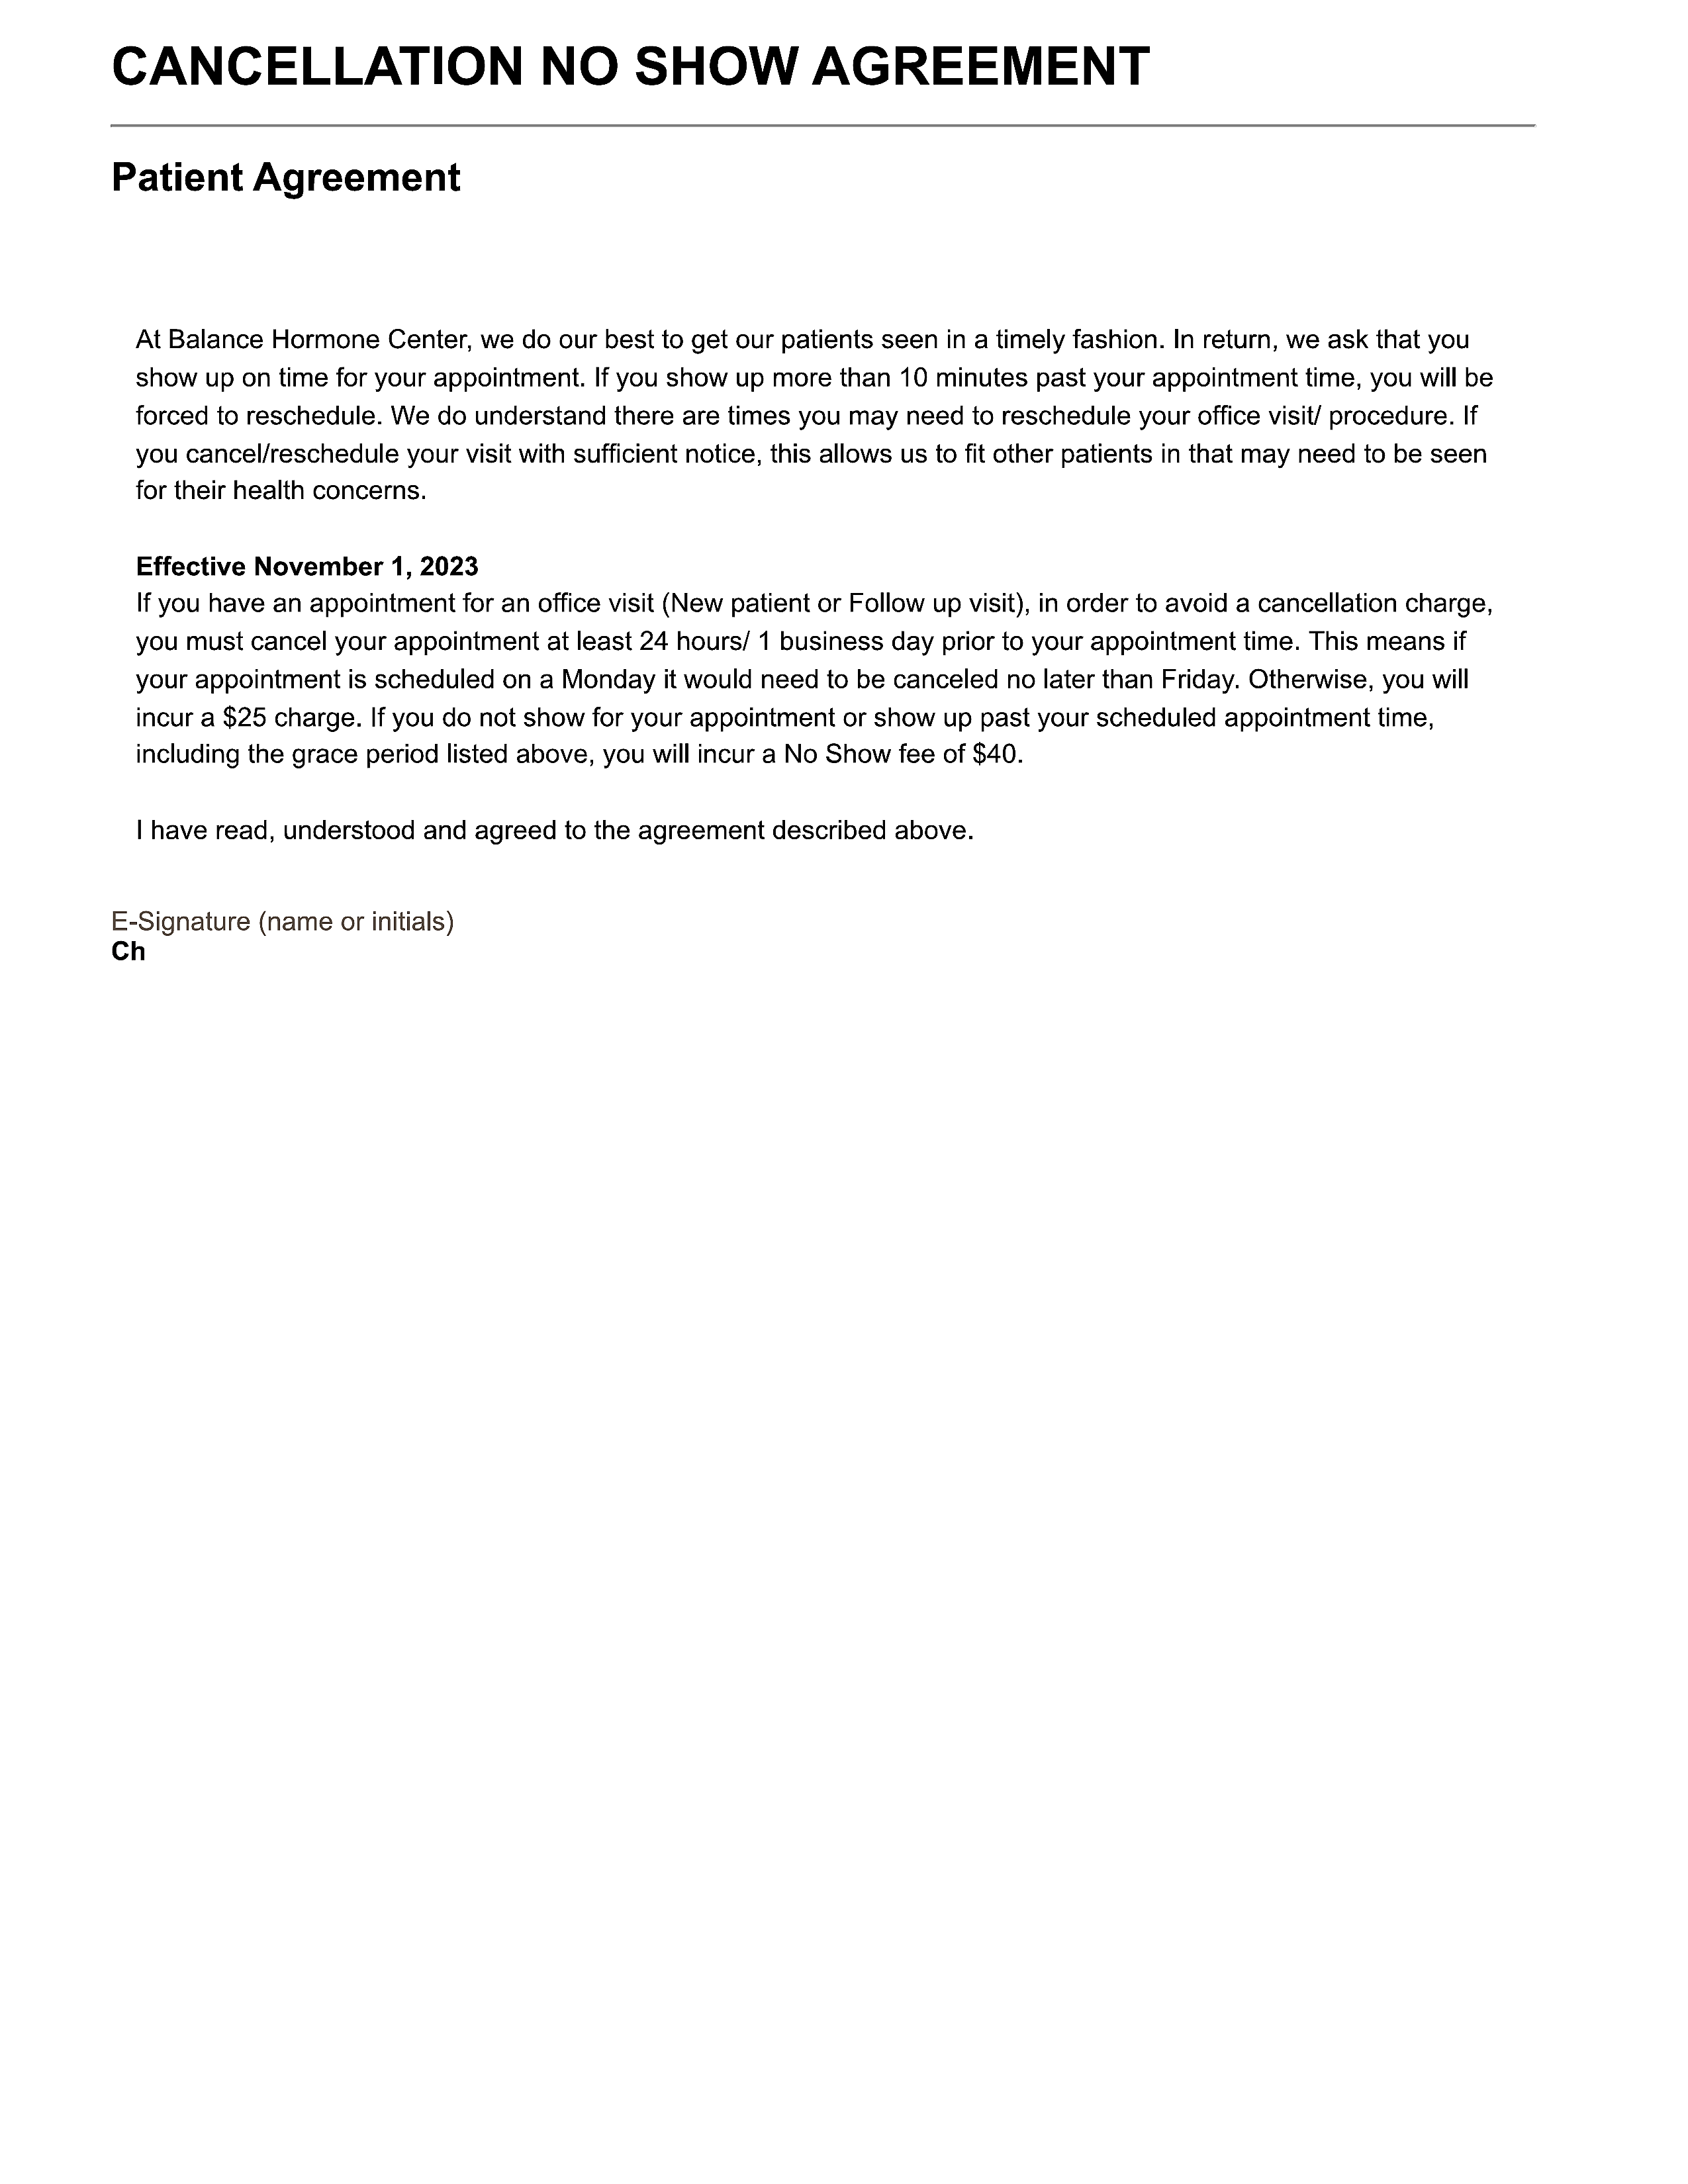 CANCELLATION NO SHOW AGREEMENT
Patient Agreement
At Balance Hormone Center, we do our best to get our patients seen in a timely fashion. In return, we ask that you
show up on time for your appointment. If you show up more than 10 minutes past your appointment time, you will be
forced to reschedule. We do understand there are times you may need to reschedule your office visit/ procedure. If
you cancel/reschedule your visit with sufficient notice, this allows us to fit other patients in that may need to be seen
for their health concerns.
Effective November 1, 2023
If you have an appointment for an office visit (New patient or Follow up visit), in order to avoid a cancellation charge,
you must cancel your appointment at least 24 hours/ 1 business day prior to your appointment time. This means if
your appointment is scheduled on a Monday it would need to be canceled no later than Friday. Otherwise, you will
incur a $25 charge. If you do not show for your appointment or show up past your scheduled appointment time,
including the grace period listed above, you will incur a No Show fee of $40.
I have read, understood and agreed to the agreement described above.
E-Signature (name or initials)
Ch